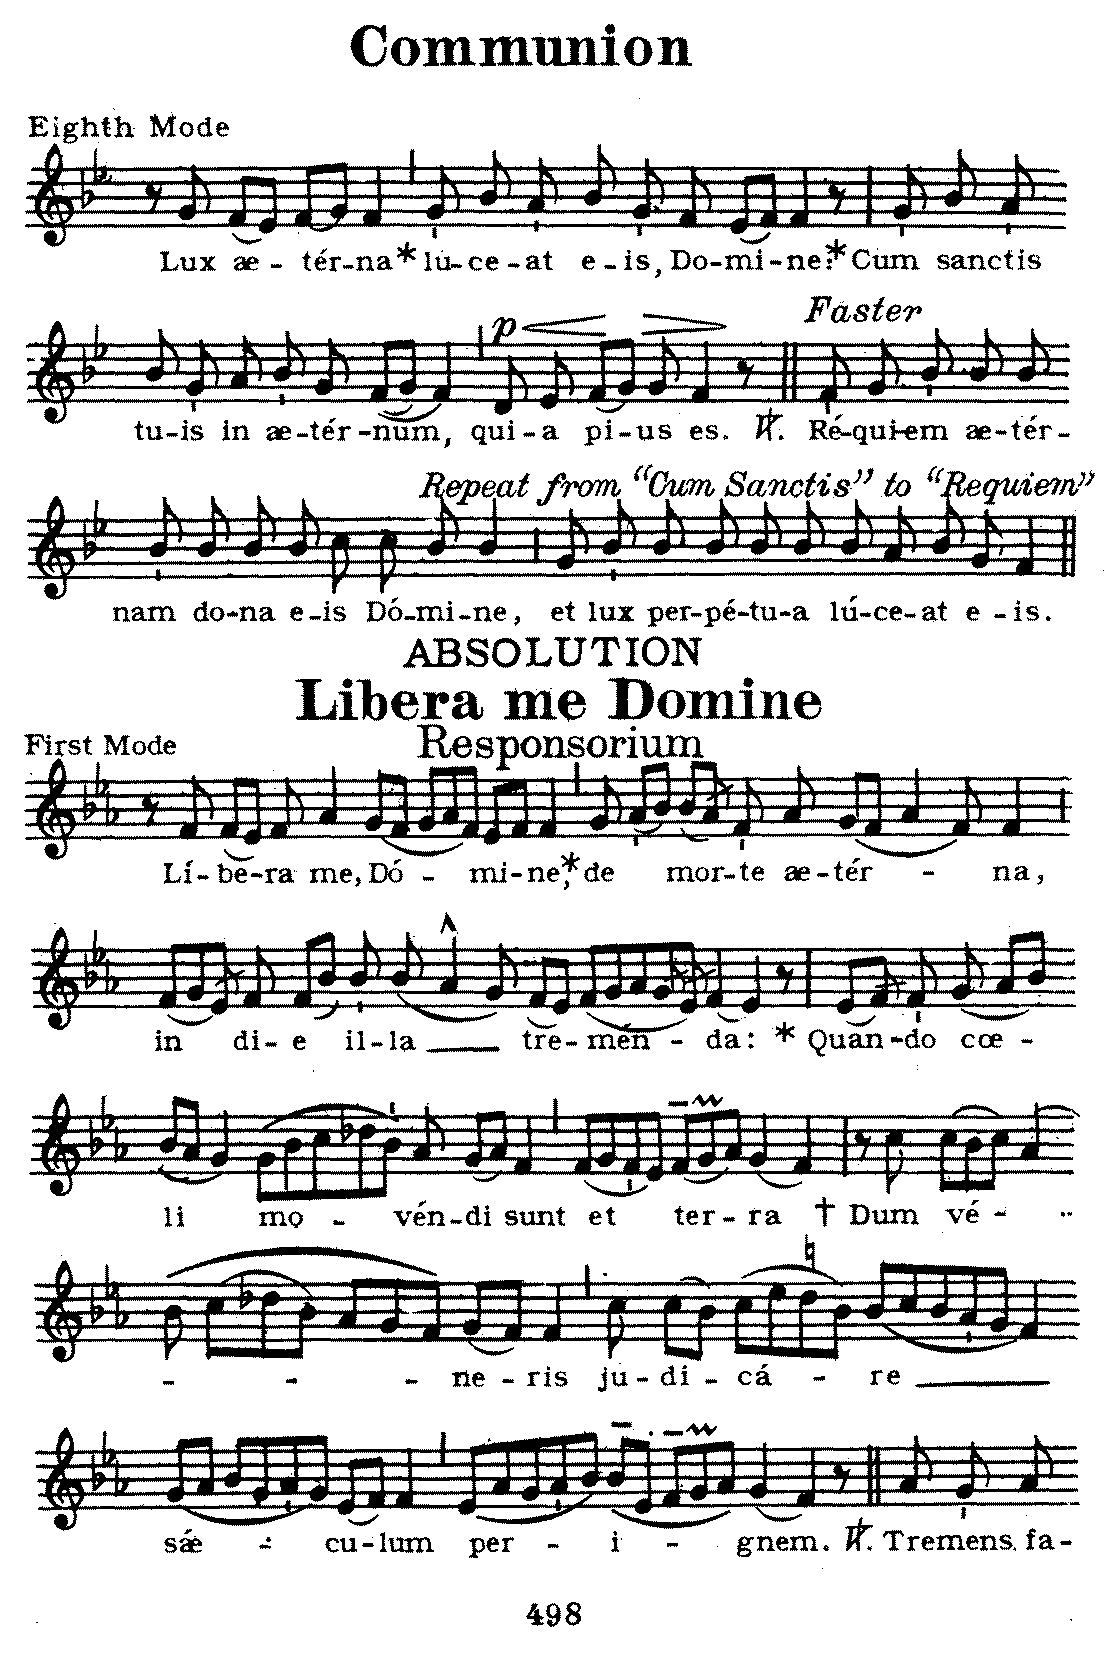 Communion
Eighth Mode
Lux æ - tér-na * lú-ce-at e-is, Do-mi-ne: * Cum sanctis
p Faster
tu-is in æ-tér-num, qui-a pi-us es. ℣. Ré-qui-em æ-tér-
Repeat from "Cum Sanctis" to "Requiem"
nam do-na e-is Dó-mi-ne, et lux per-pé-tu-a lú-ce-at e-is.
ABSOLUTION
Libera me Domine
First Mode Responsorium
Lí-be-ra me, Dó - mi-ne, * de mor-te æ-tér - na,
in di-e il-la ___ tre-mén - da: * Quan-do cœ -
li mo - vén-di sunt et ter-ra † Dum vé - -
- - - ne-ris ju-di-cá - re ___
sǽ - cu-lum per - i - gnem. ℣. Tremens fa-
498